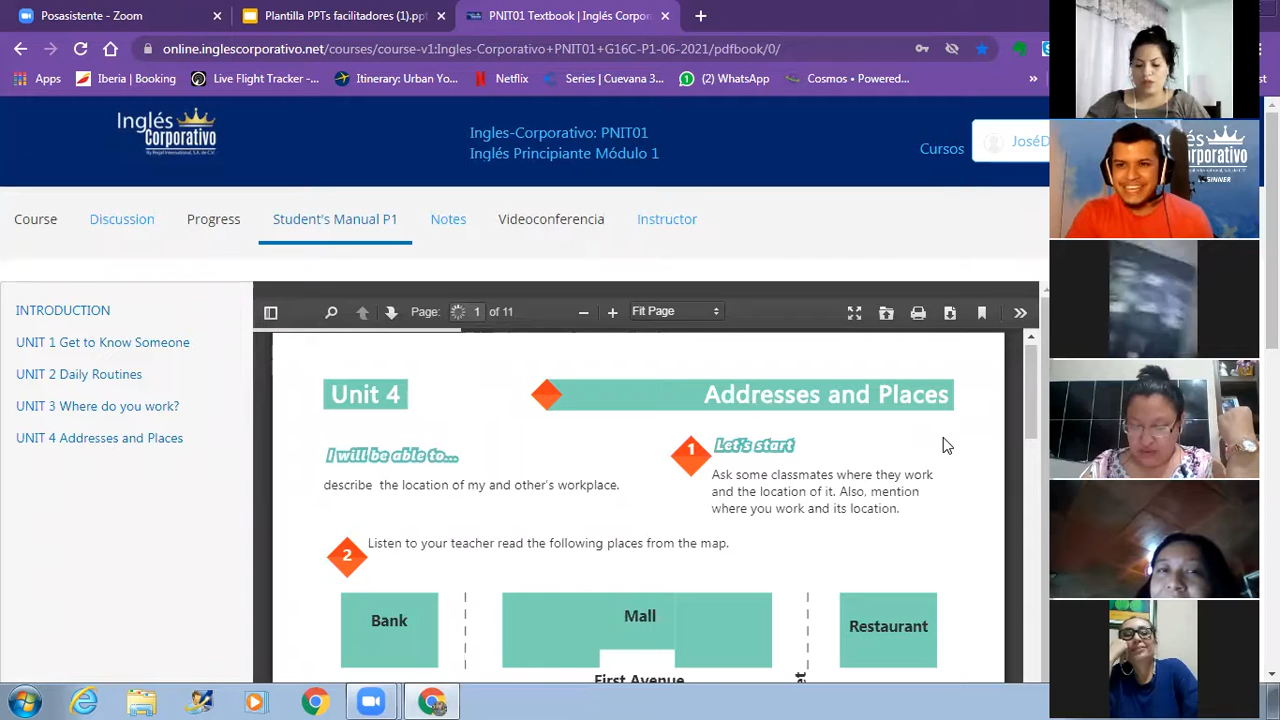 Posasistente - Zoom
Plantilla PPTs facilitadores (1).ppt
PNIT01 Textbook | Inglés Corpor
online.inglescorporativo.net/courses/course-v1:Ingles-Corporativo+PNIT01+G16C-P1-06-2021/pdfbook/0/
Apps
Iberia | Booking
Live Flight Tracker -...
Itinerary: Urban Yo...
Netflix
Series | Cuevana 3...
(2) WhatsApp
Cosmos • Powered...
»
Inglés
Corporativo
By Regal International, S.A. de C.V.
Ingles-Corporativo: PNIT01
Inglés Principiante Módulo 1
Cursos
JoséD
Inglés
orporativo
Course
Discussion
Progress
Student's Manual P1
Notes
Videoconferencia
Instructor
INTRODUCTION
UNIT 1 Get to Know Someone
UNIT 2 Daily Routines
UNIT 3 Where do you work?
UNIT 4 Addresses and Places
Page: 1 of 11
Fit Page
Unit 4
Addresses and Places
I will be able to...
describe the location of my and other's workplace.
1
Let's start
Ask some classmates where they work
and the location of it. Also, mention
where you work and its location.
2
Listen to your teacher read the following places from the map.
Bank
Mall
Restaurant
First Avenue